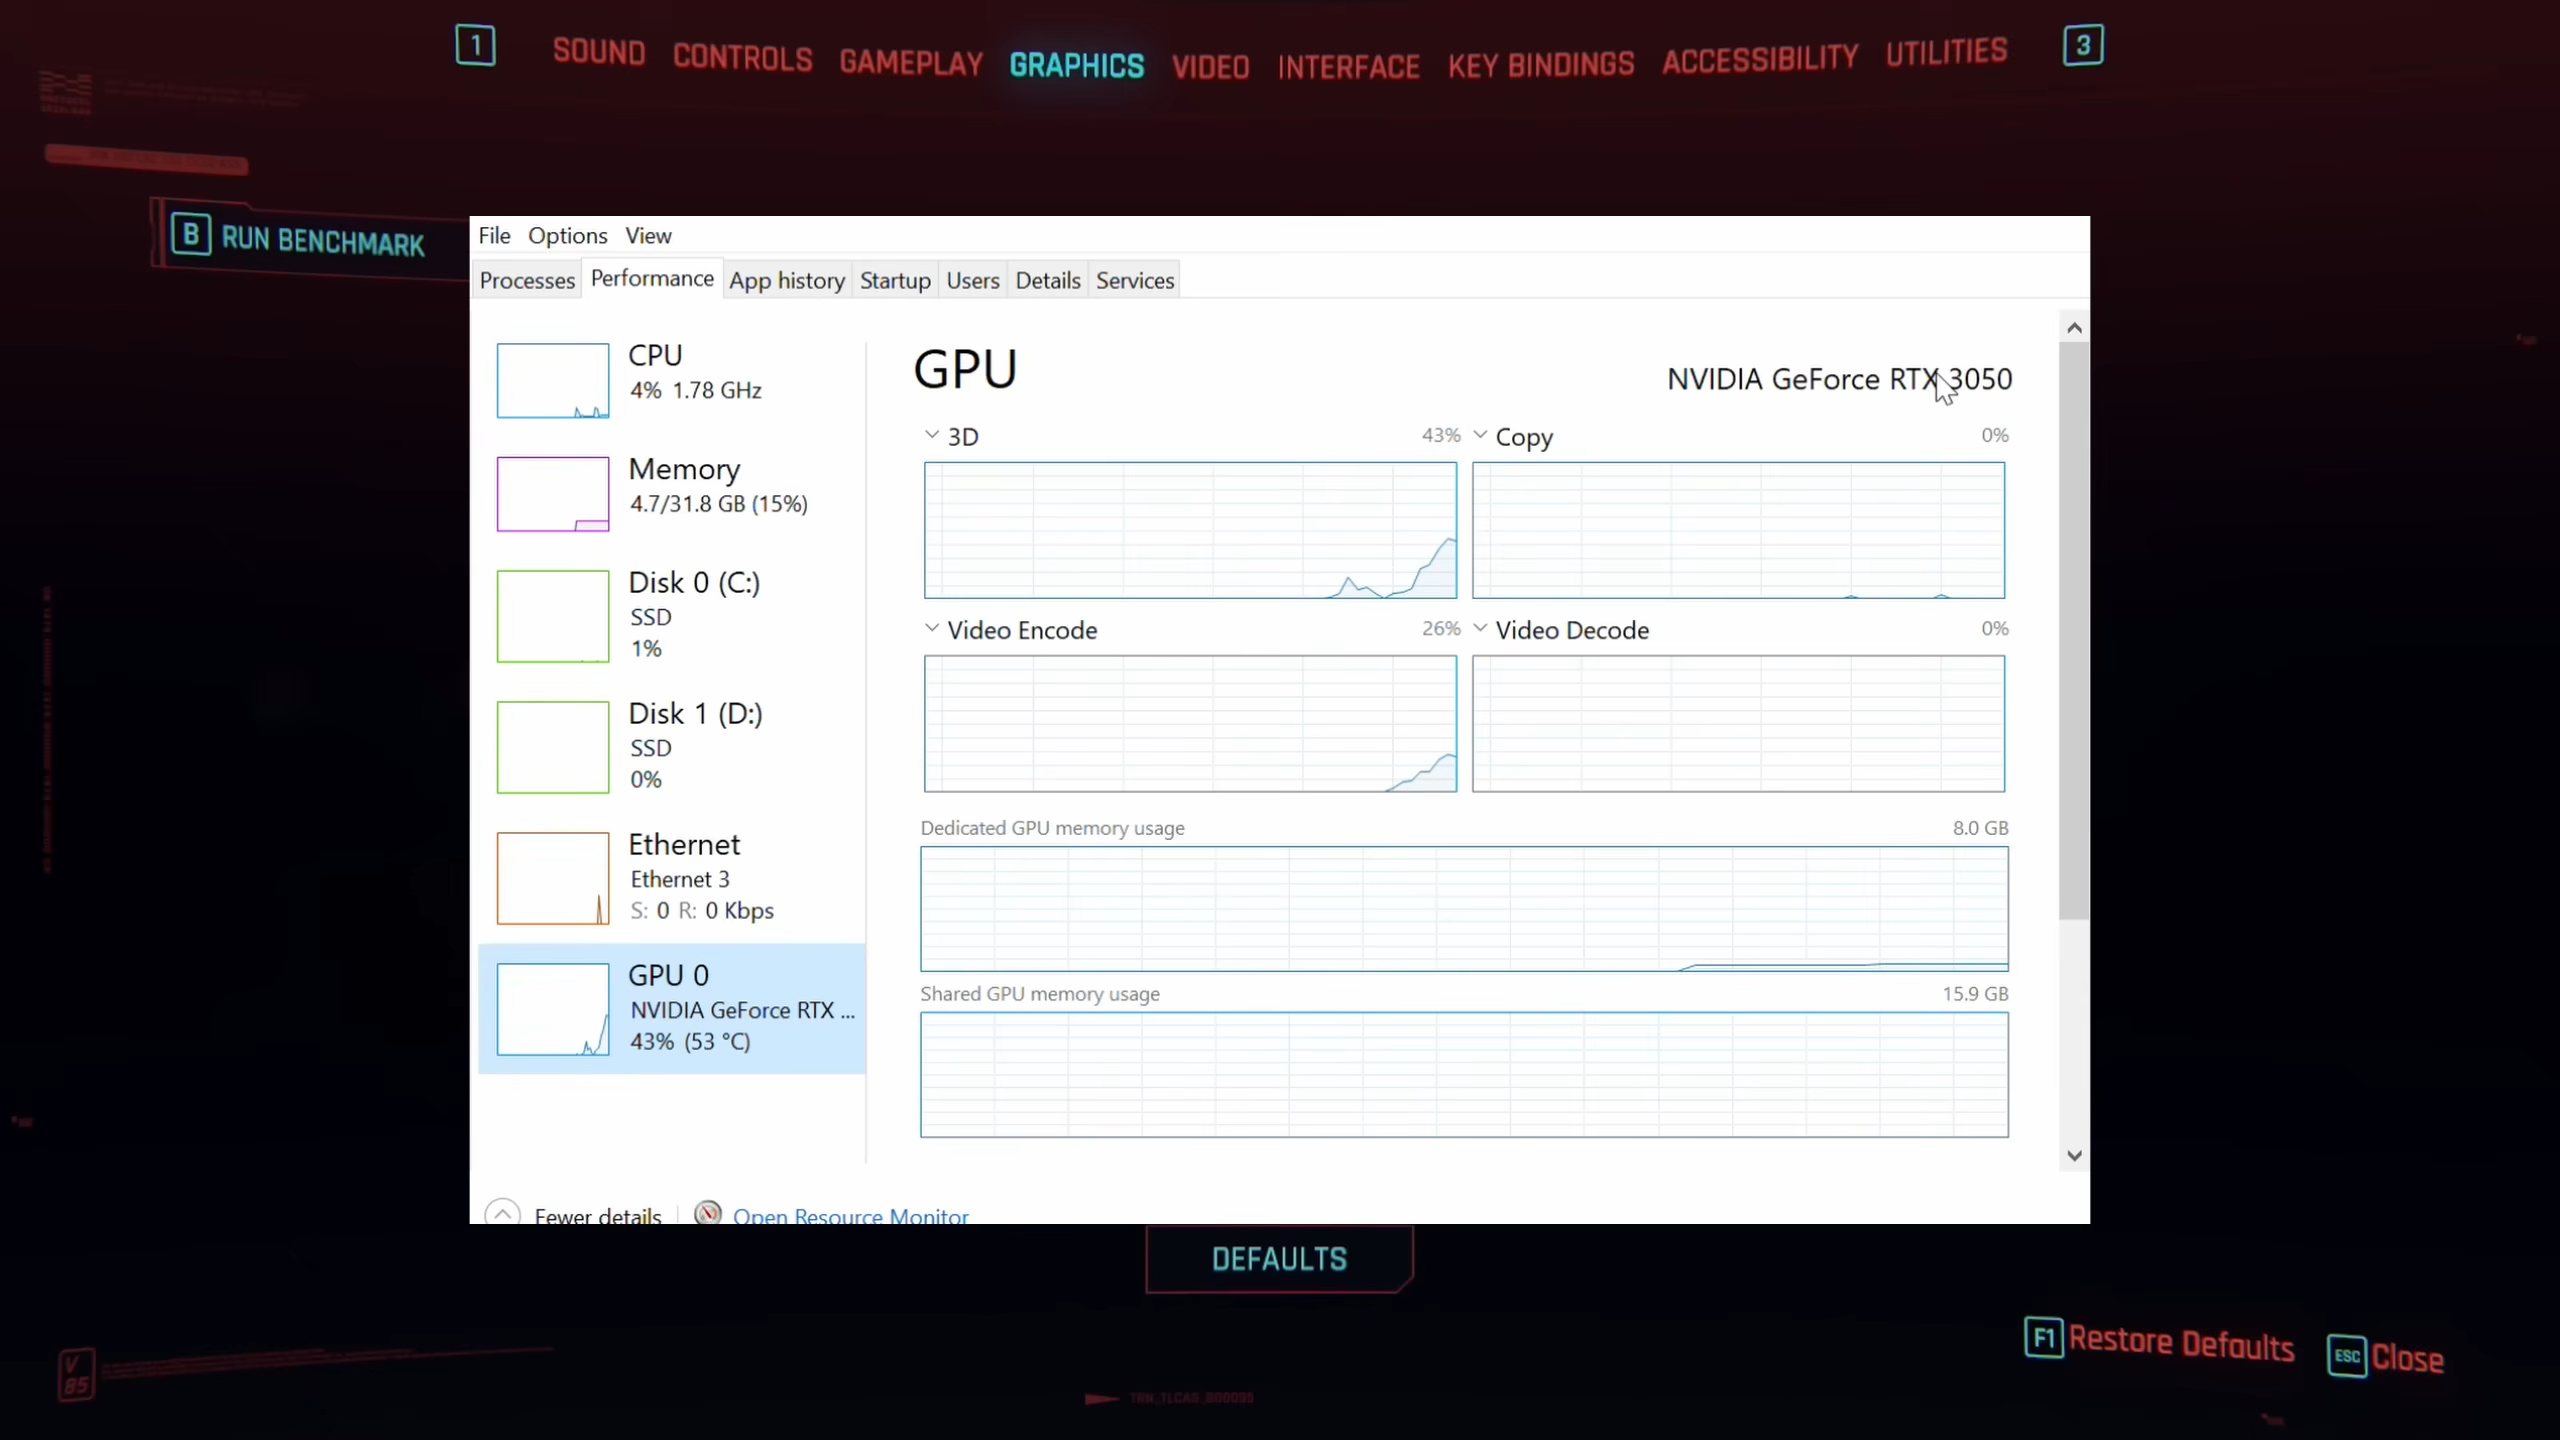 1 SOUND CONTROLS GAMEPLAY GRAPHICS VIDEO INTERFACE KEY BINDINGS ACCESSIBILITY UTILITIES 3
B RUN BENCHMARK
File Options View
Processes Performance App history Startup Users Details Services
CPU
4% 1.78 GHz
Memory
4.7/31.8 GB (15%)
Disk 0 (C:)
SSD
1%
Disk 1 (D:)
SSD
0%
Ethernet
Ethernet 3
S: 0 R: 0 Kbps
GPU 0
NVIDIA GeForce RTX ...
43% (53 °C)
GPU
NVIDIA GeForce RTX 3050
3D 43%
Copy 0%
Video Encode 26%
Video Decode 0%
Dedicated GPU memory usage 8.0 GB
Shared GPU memory usage 15.9 GB
Fewer details Open Resource Monitor
DEFAULTS
F1 Restore Defaults ESC Close
V
85